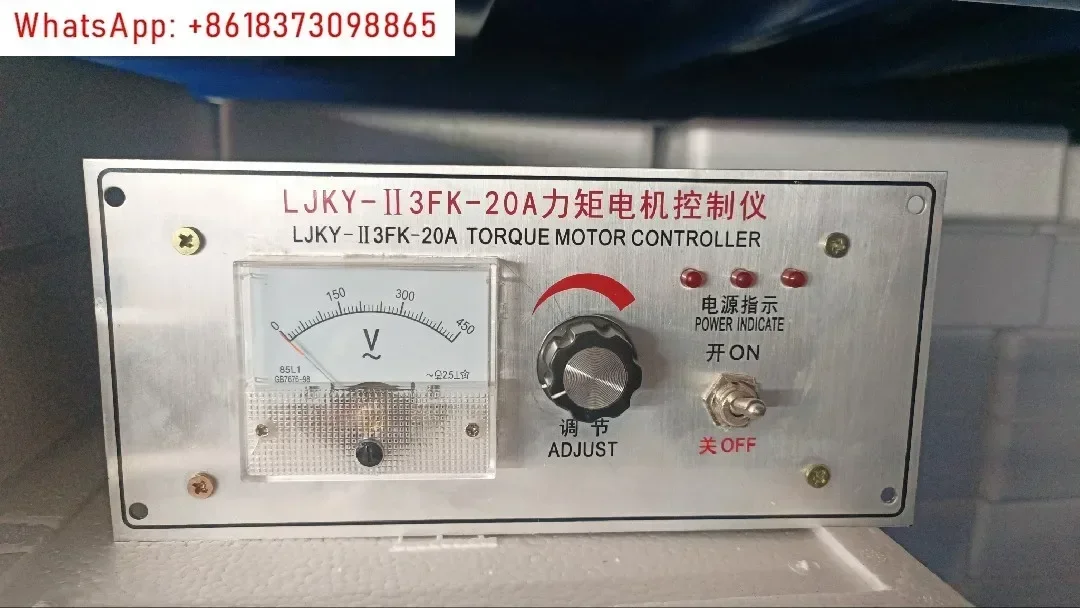 WhatsApp: +8618373098865
LJKY-Ⅱ3FK-20A力矩电机控制仪
LJKY-Ⅱ3FK-20A TORQUE MOTOR CONTROLLER
0 150 300 450
V
~
85L1
GB7676-98
调节
ADJUST
电源指示
POWER INDICATE
开ON
关OFF